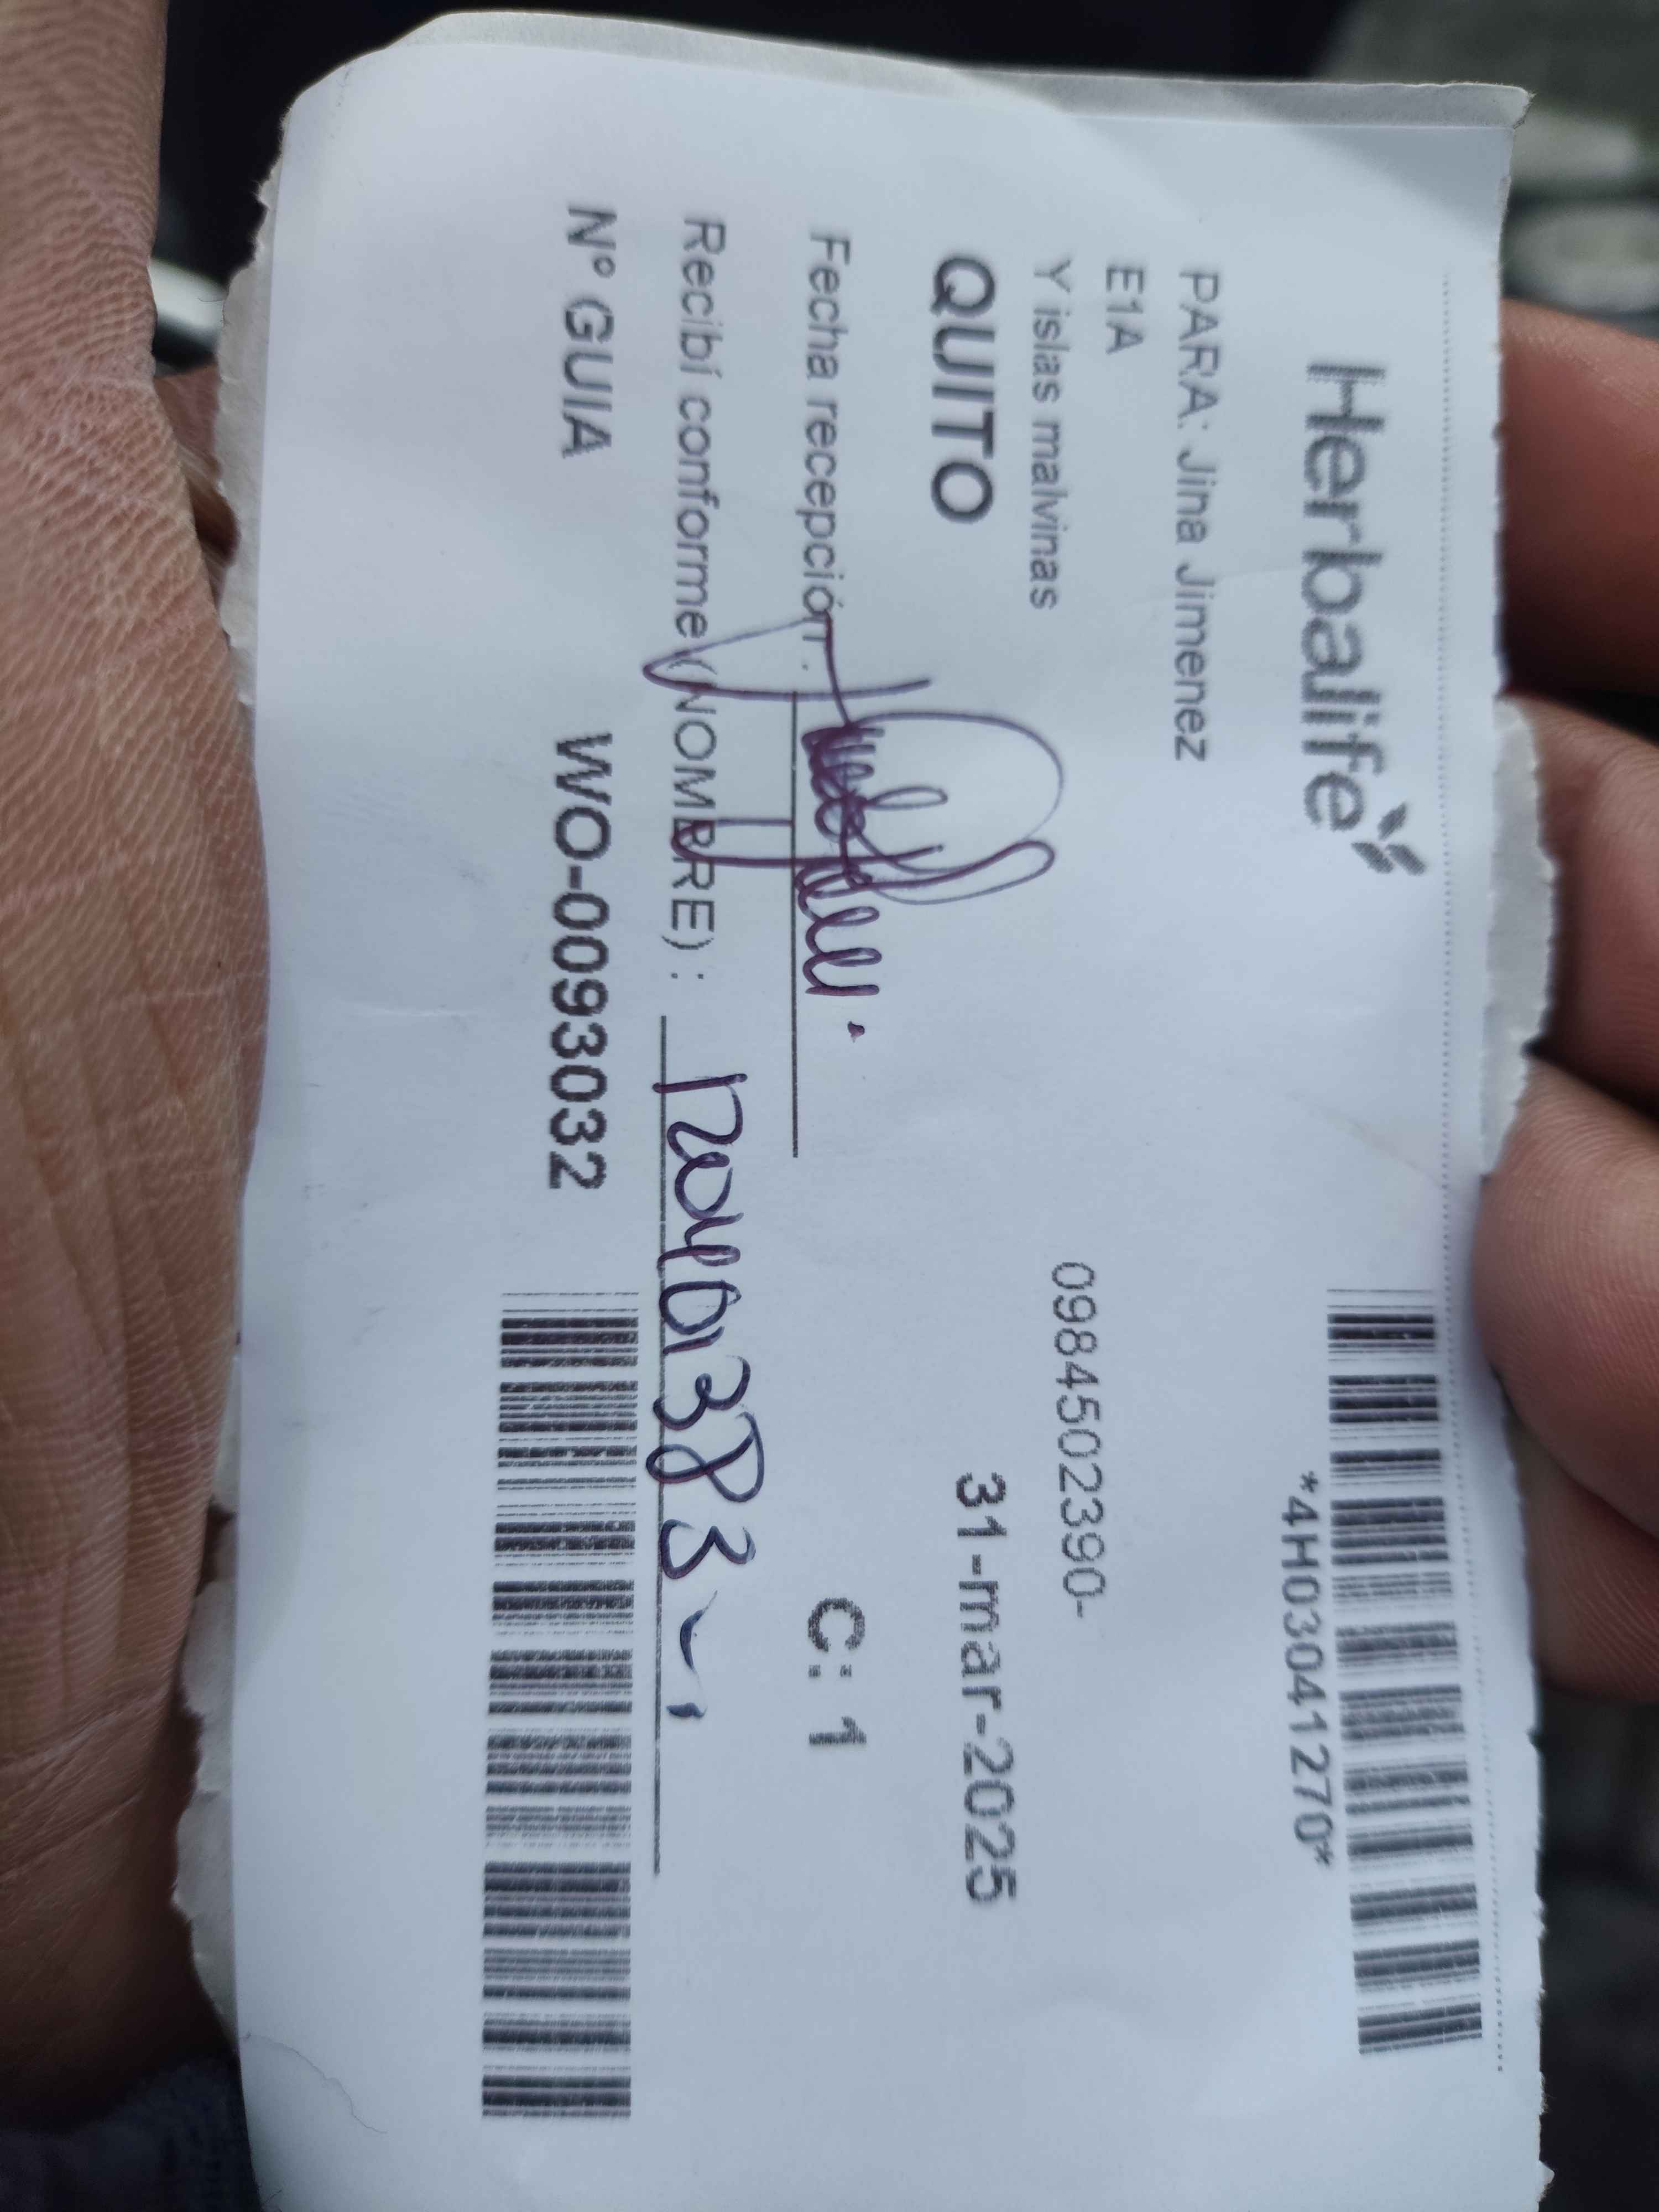 Herbalife
*4H03041270*
PARA: Jina Jimenez
E1A
Y islas malvinas 0984502390-
QUITO 31-mar-2025
Fecha recepción :
C: 1
Recibí conforme (NOMBRE) :
Nº GUIA WO-0093032